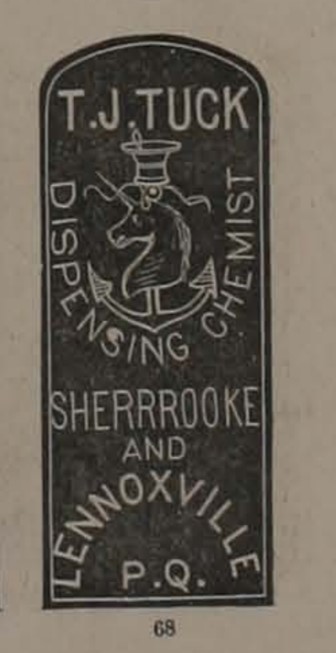 T.J.TUCK
DISPENSING CHEMIST
SHERRROOKE
AND
LENNOXVILLE
P.Q.
68